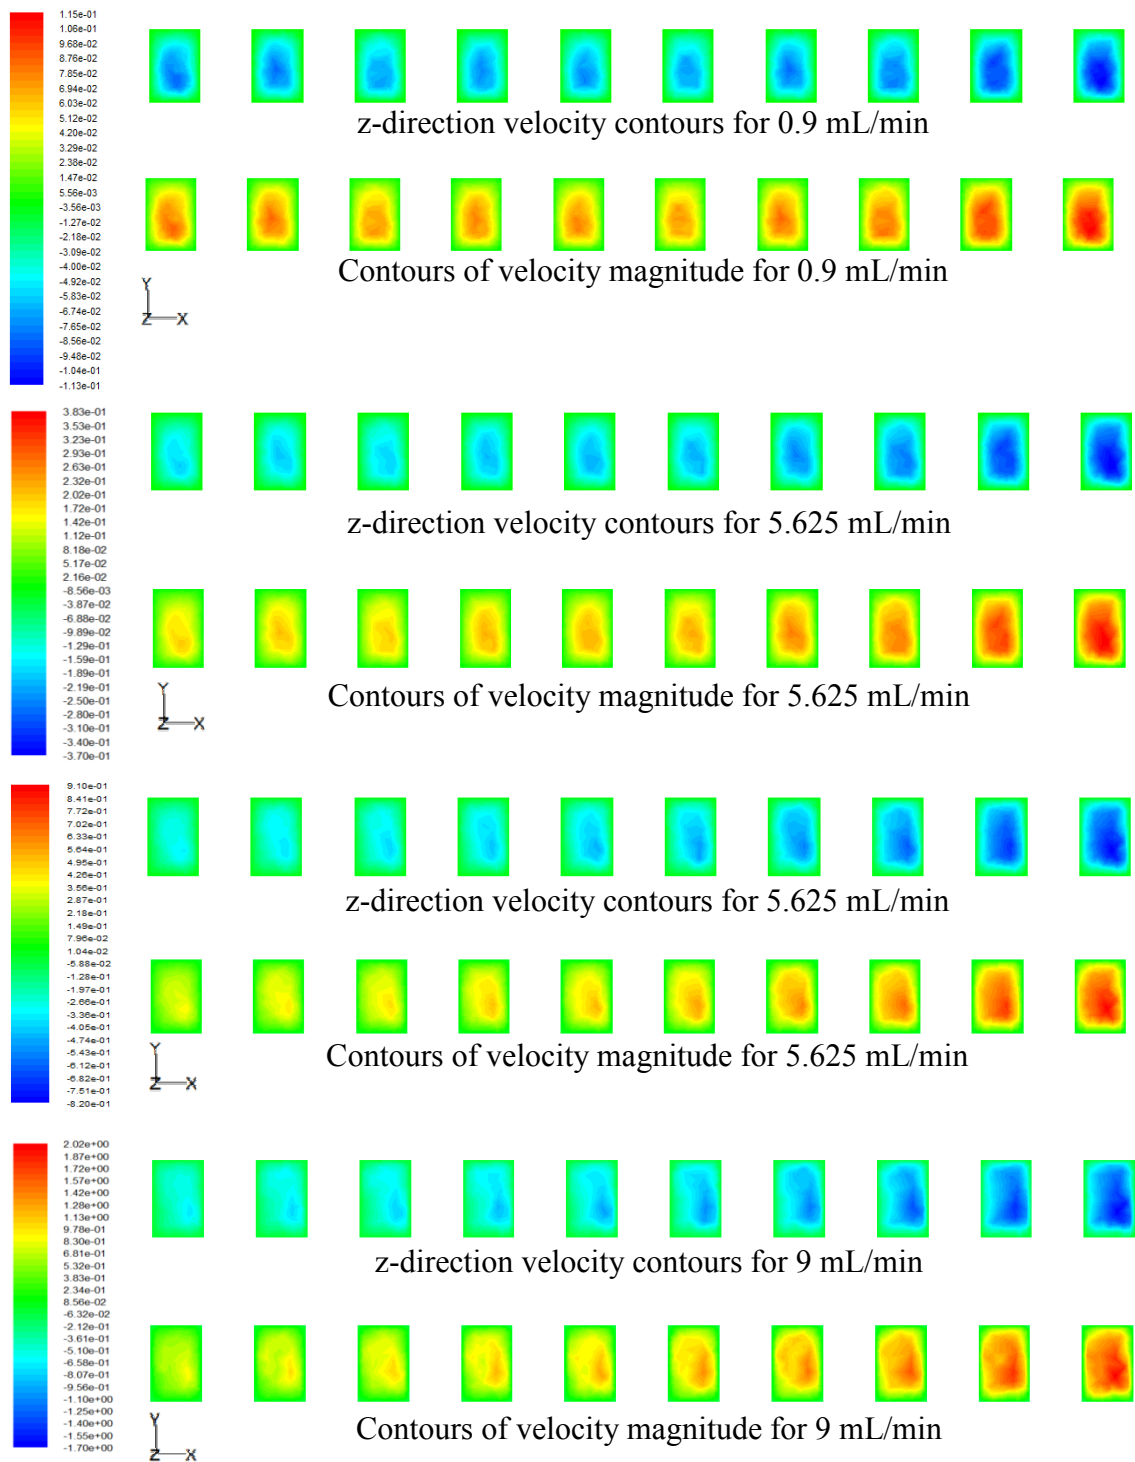 1.15e-01
1.06e-01
9.68e-02
8.76e-02
7.85e-02
6.94e-02
6.03e-02
5.12e-02
4.20e-02
3.29e-02
2.38e-02
1.47e-02
5.56e-03
-3.56e-03
-1.27e-02
-2.18e-02
-3.09e-02
-4.00e-02
-4.92e-02
-5.83e-02
-6.74e-02
-7.65e-02
-8.56e-02
-9.48e-02
-1.04e-01
-1.13e-01
z-direction velocity contours for 0.9 mL/min
Contours of velocity magnitude for 0.9 mL/min
Y
Z X
3.83e-01
3.53e-01
3.23e-01
2.93e-01
2.63e-01
2.32e-01
2.02e-01
1.72e-01
1.42e-01
1.12e-01
8.18e-02
5.17e-02
2.16e-02
-8.56e-03
-3.87e-02
-6.88e-02
-9.89e-02
-1.29e-01
-1.59e-01
-1.89e-01
-2.19e-01
-2.50e-01
-2.80e-01
-3.10e-01
-3.40e-01
-3.70e-01
z-direction velocity contours for 5.625 mL/min
Contours of velocity magnitude for 5.625 mL/min
Y
Z X
9.10e-01
8.41e-01
7.72e-01
7.02e-01
6.33e-01
5.64e-01
4.95e-01
4.26e-01
3.56e-01
2.87e-01
2.18e-01
1.49e-01
7.96e-02
1.04e-02
-5.88e-02
-1.28e-01
-1.97e-01
-2.66e-01
-3.36e-01
-4.05e-01
-4.74e-01
-5.43e-01
-6.12e-01
-6.82e-01
-7.51e-01
-8.20e-01
z-direction velocity contours for 5.625 mL/min
Contours of velocity magnitude for 5.625 mL/min
Y
Z X
2.02e+00
1.87e+00
1.72e+00
1.57e+00
1.42e+00
1.28e+00
1.13e+00
9.78e-01
8.30e-01
6.81e-01
5.32e-01
3.83e-01
2.34e-01
8.56e-02
-6.32e-02
-2.12e-01
-3.61e-01
-5.10e-01
-6.58e-01
-8.07e-01
-9.56e-01
-1.10e+00
-1.25e+00
-1.40e+00
-1.55e+00
-1.70e+00
z-direction velocity contours for 9 mL/min
Contours of velocity magnitude for 9 mL/min
Y
Z X